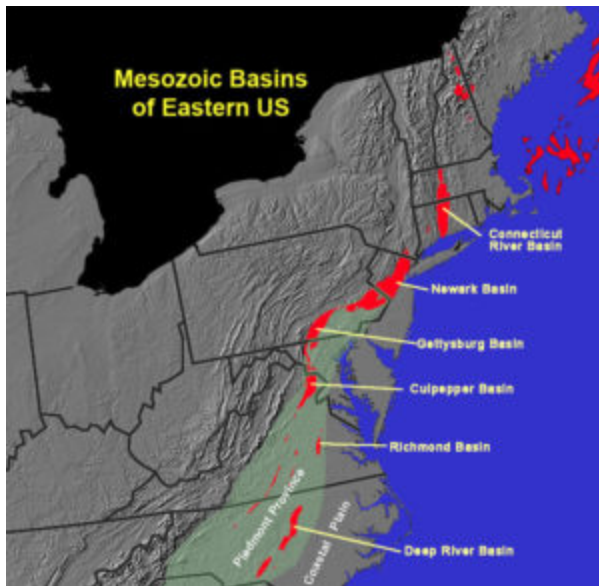 Mesozoic Basins
of Eastern US
Connecticut
River Basin
Newark Basin
Gettysburg Basin
Culpepper Basin
Richmond Basin
Piedmont Province
Coastal Plain
Deep River Basin